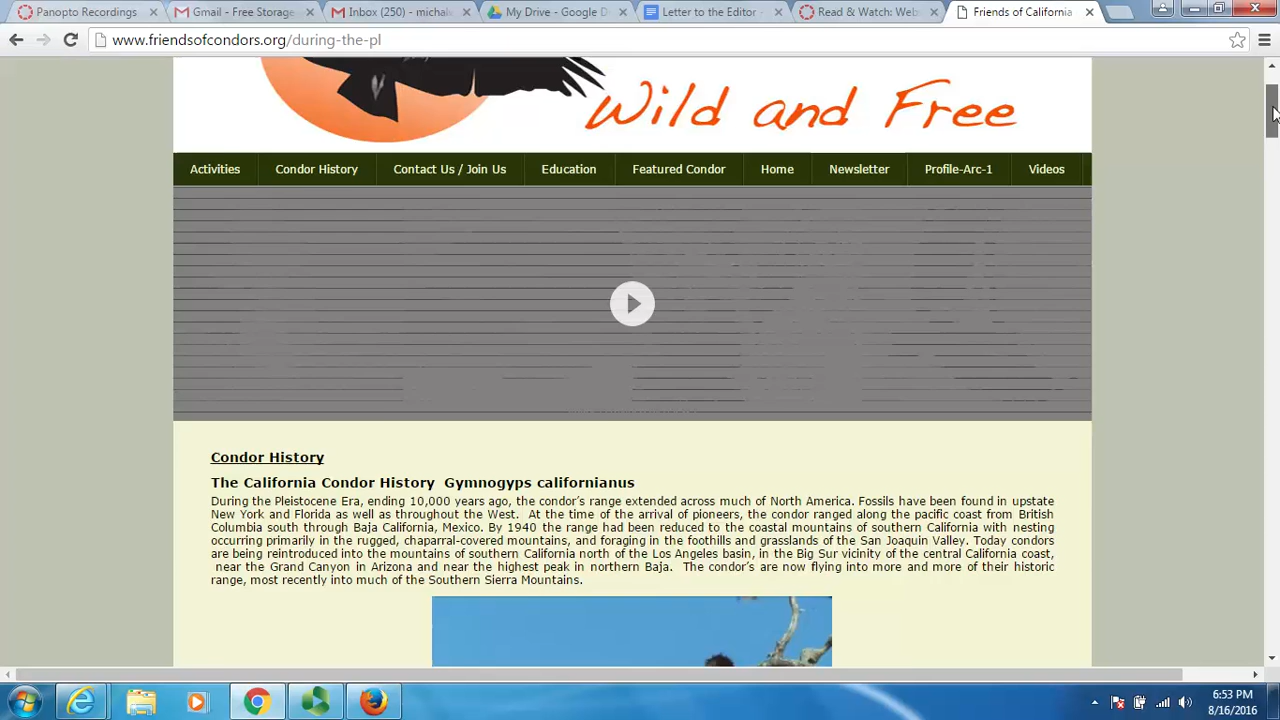 Panopto Recordings
Gmail - Free Storage
Inbox (250) - michal
My Drive - Google D
Letter to the Editor -
Read & Watch: Web
Friends of California
www.friendsofcondors.org/during-the-pl
Wild and Free
Activities
Condor History
Contact Us / Join Us
Education
Featured Condor
Home
Newsletter
Profile-Arc-1
Videos
Condor History
The California Condor History  Gymnogyps californianus
During the Pleistocene Era, ending 10,000 years ago, the condor's range extended across much of North America. Fossils have been found in upstate
New York and Florida as well as throughout the West.  At the time of the arrival of pioneers, the condor ranged along the pacific coast from British
Columbia south through Baja California, Mexico. By 1940 the range had been reduced to the coastal mountains of southern California with nesting
occurring primarily in the rugged, chaparral-covered mountains, and foraging in the foothills and grasslands of the San Joaquin Valley. Today condors
are being reintroduced into the mountains of southern California north of the Los Angeles basin, in the Big Sur vicinity of the central California coast,
near the Grand Canyon in Arizona and near the highest peak in northern Baja.  The condor's are now flying into more and more of their historic
range, most recently into much of the Southern Sierra Mountains.
6:53 PM
8/16/2016